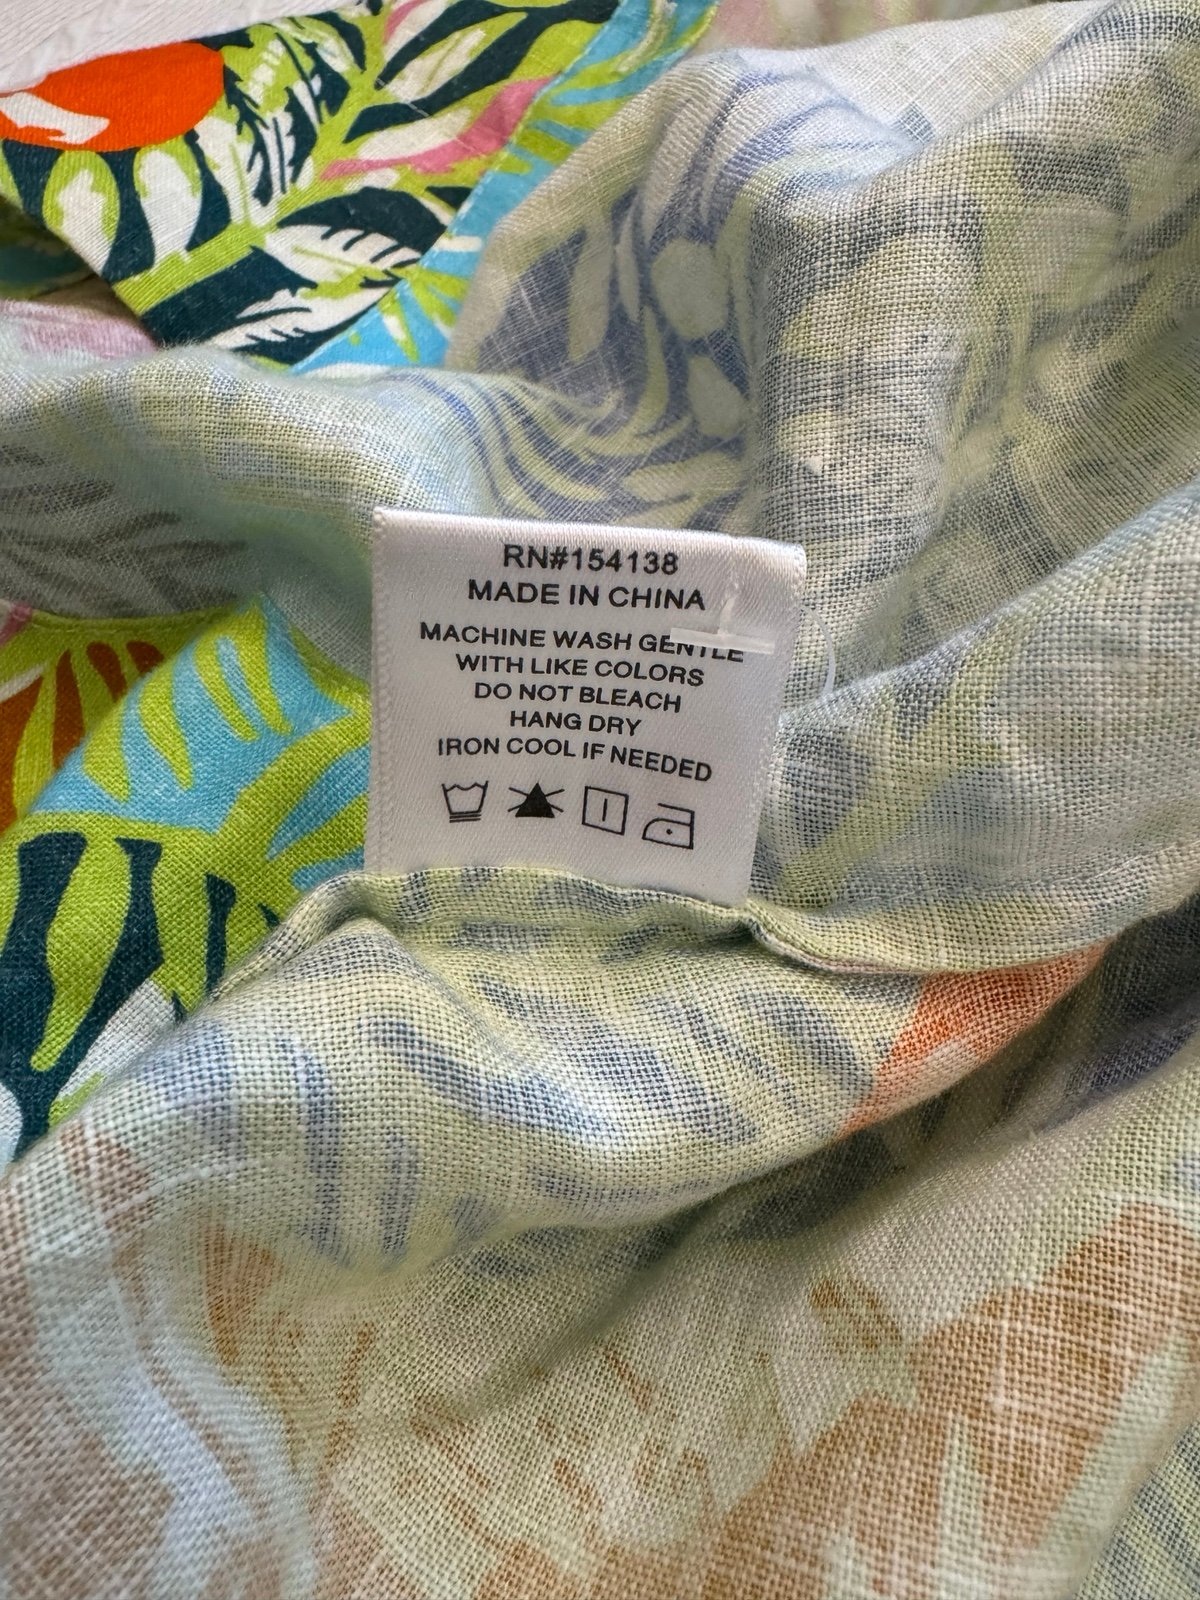 RN#154138
MADE IN CHINA
MACHINE WASH GENTLE
WITH LIKE COLORS
DO NOT BLEACH
HANG DRY
IRON COOL IF NEEDED